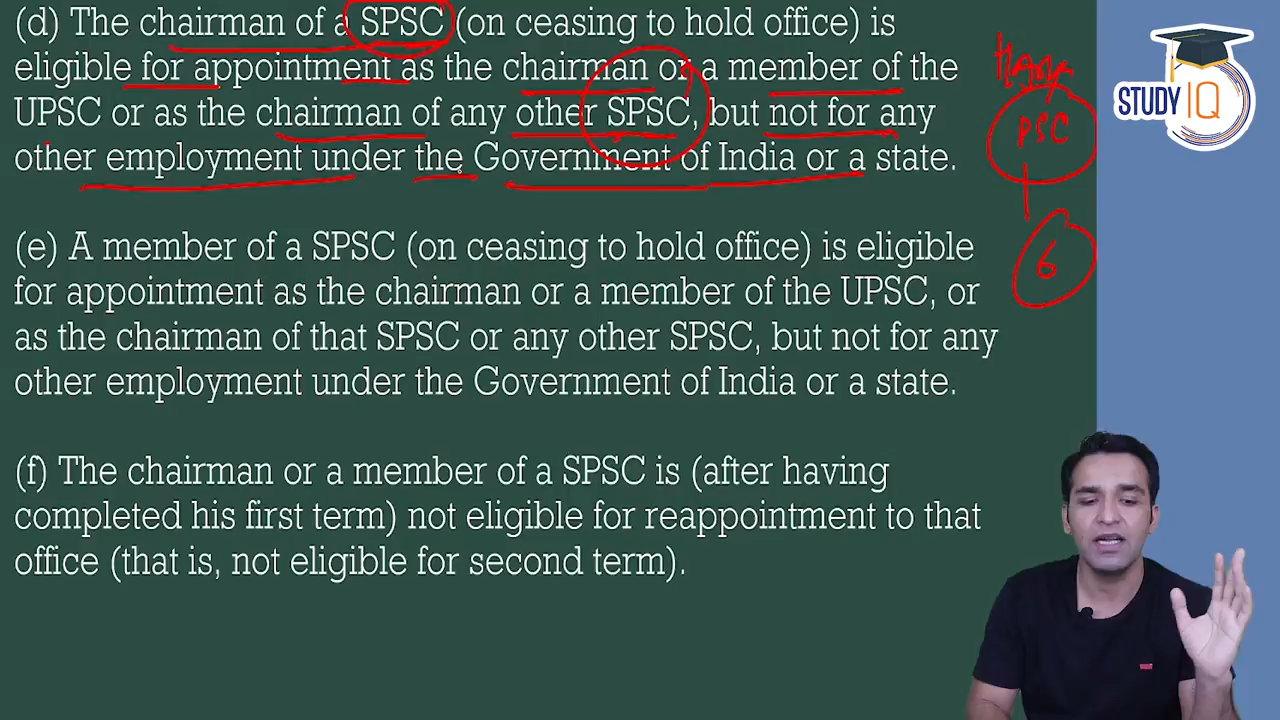 (d) The chairman of a SPSC (on ceasing to hold office) is
eligible for appointment as the chairman or a member of the
UPSC or as the chairman of any other SPSC, but not for any
other employment under the Government of India or a state.
(e) A member of a SPSC (on ceasing to hold office) is eligible
for appointment as the chairman or a member of the UPSC, or
as the chairman of that SPSC or any other SPSC, but not for any
other employment under the Government of India or a state.
(f) The chairman or a member of a SPSC is (after having
completed his first term) not eligible for reappointment to that
office (that is, not eligible for second term).
PSC
6
STUDY IQ